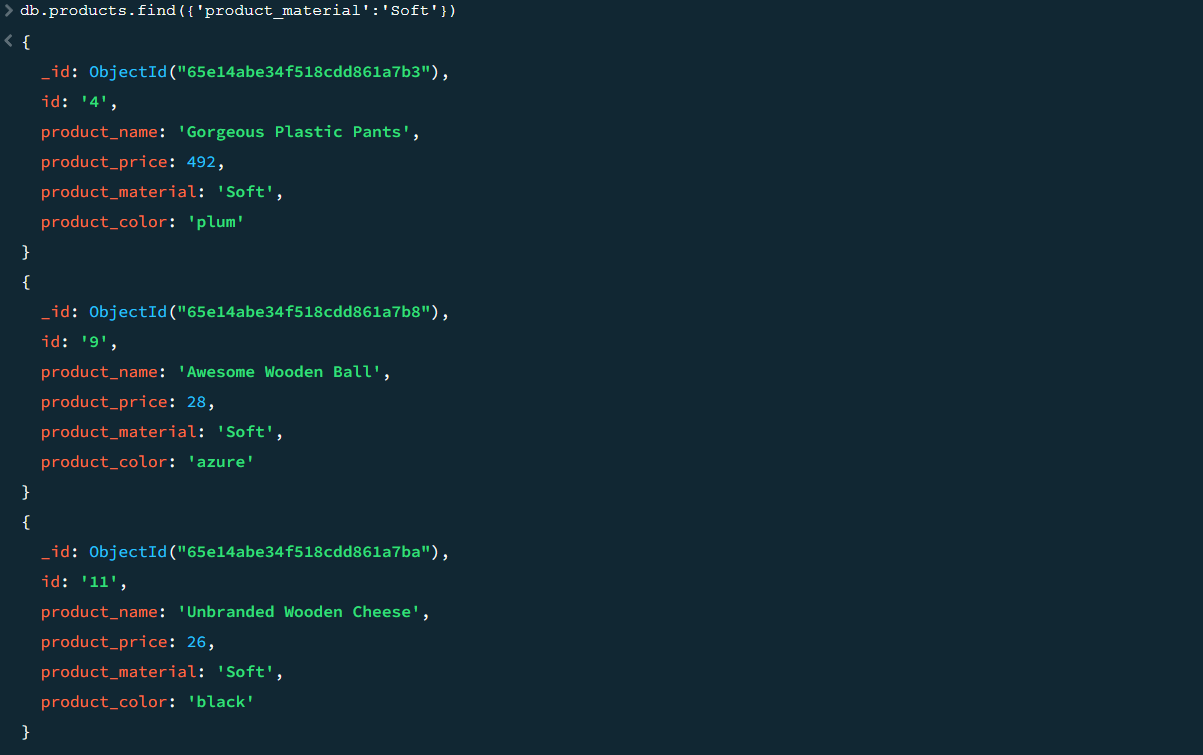 > db.products.find({'product_material':'Soft'})
< {
_id: ObjectId("65e14abe34f518cdd861a7b3"),
id: '4',
product_name: 'Gorgeous Plastic Pants',
product_price: 492,
product_material: 'Soft',
product_color: 'plum'
}
{
_id: ObjectId("65e14abe34f518cdd861a7b8"),
id: '9',
product_name: 'Awesome Wooden Ball',
product_price: 28,
product_material: 'Soft',
product_color: 'azure'
}
{
_id: ObjectId("65e14abe34f518cdd861a7ba"),
id: '11',
product_name: 'Unbranded Wooden Cheese',
product_price: 26,
product_material: 'Soft',
product_color: 'black'
}